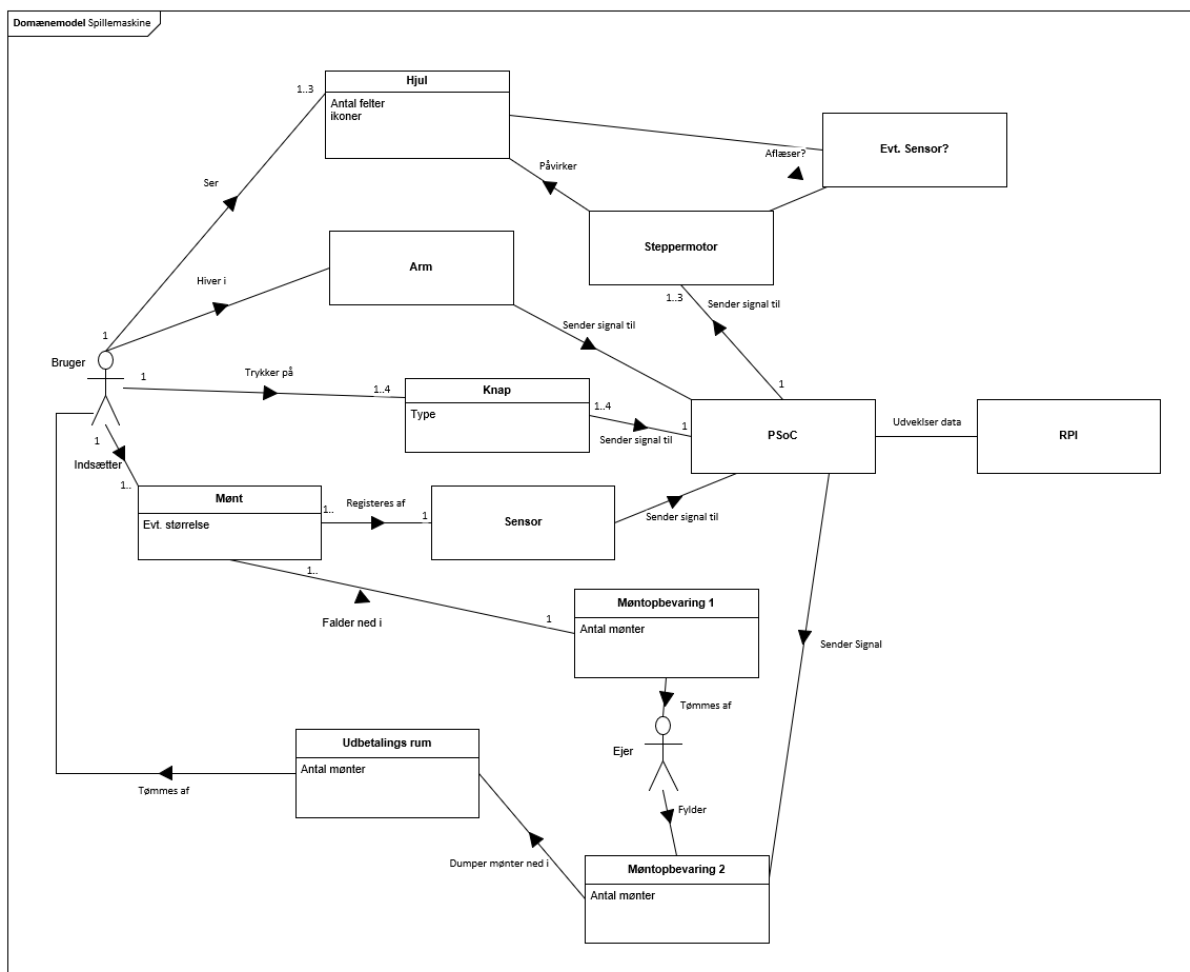 Domænemodel Spillemaskine
Hjul
1..3
Antal felter
ikoner
Evt. Sensor?
Aflæser?
Påvirker
Ser
Steppermotor
Arm
Hiver i
1..3
Sender signal til
Sender signal til
1
Bruger
1
Trykker på
1..4
Knap
Type
1..4
Sender signal til
1
1
PSoC
Udveklser data
RPI
1
Indsætter
1..
Mønt
Evt. størrelse
1..
Registeres af
1
Sensor
Sender signal til
1..
Falder ned i
1
Møntopbevaring 1
Antal mønter
Sender Signal
Tømmes af
Ejer
Udbetalings rum
Antal mønter
Tømmes af
Fylder
Dumper mønter ned i
Møntopbevaring 2
Antal mønter